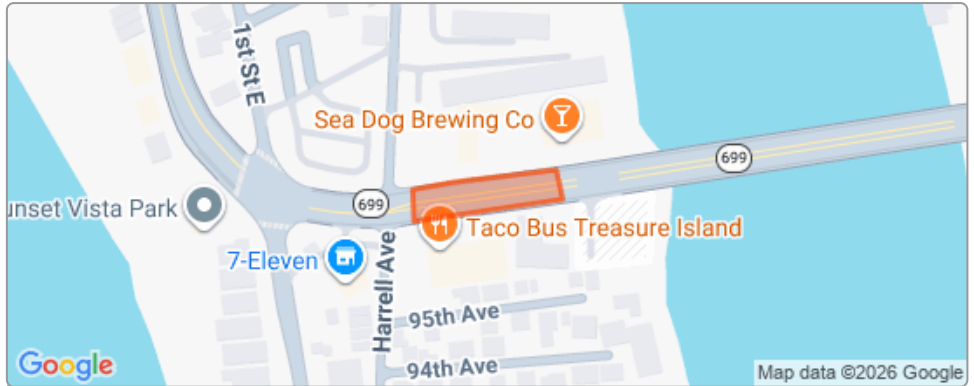 1st St E
Sea Dog Brewing Co
699
unset Vista Park
699
Taco Bus Treasure Island
7-Eleven
Harrell Ave
95th Ave
94th Ave
Google
Map data ©2026 Google